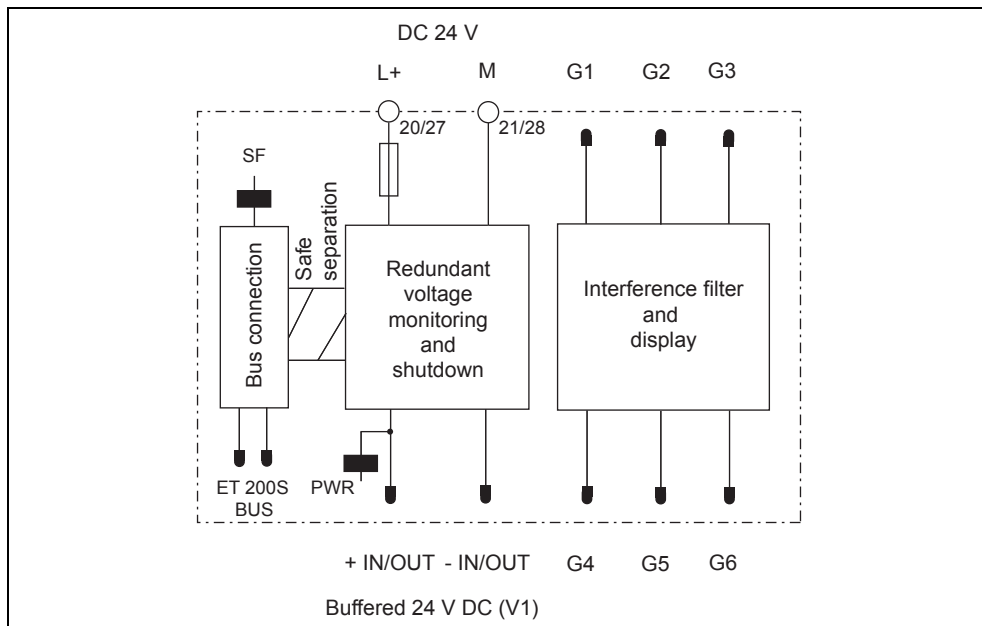 DC 24 V
L+ M G1 G2 G3
20/27 21/28
SF
Safe
separation
Bus connection
Redundant
voltage
monitoring
and
shutdown
Interference filter
and
display
ET 200S
BUS
PWR
+ IN/OUT - IN/OUT G4 G5 G6
Buffered 24 V DC (V1)